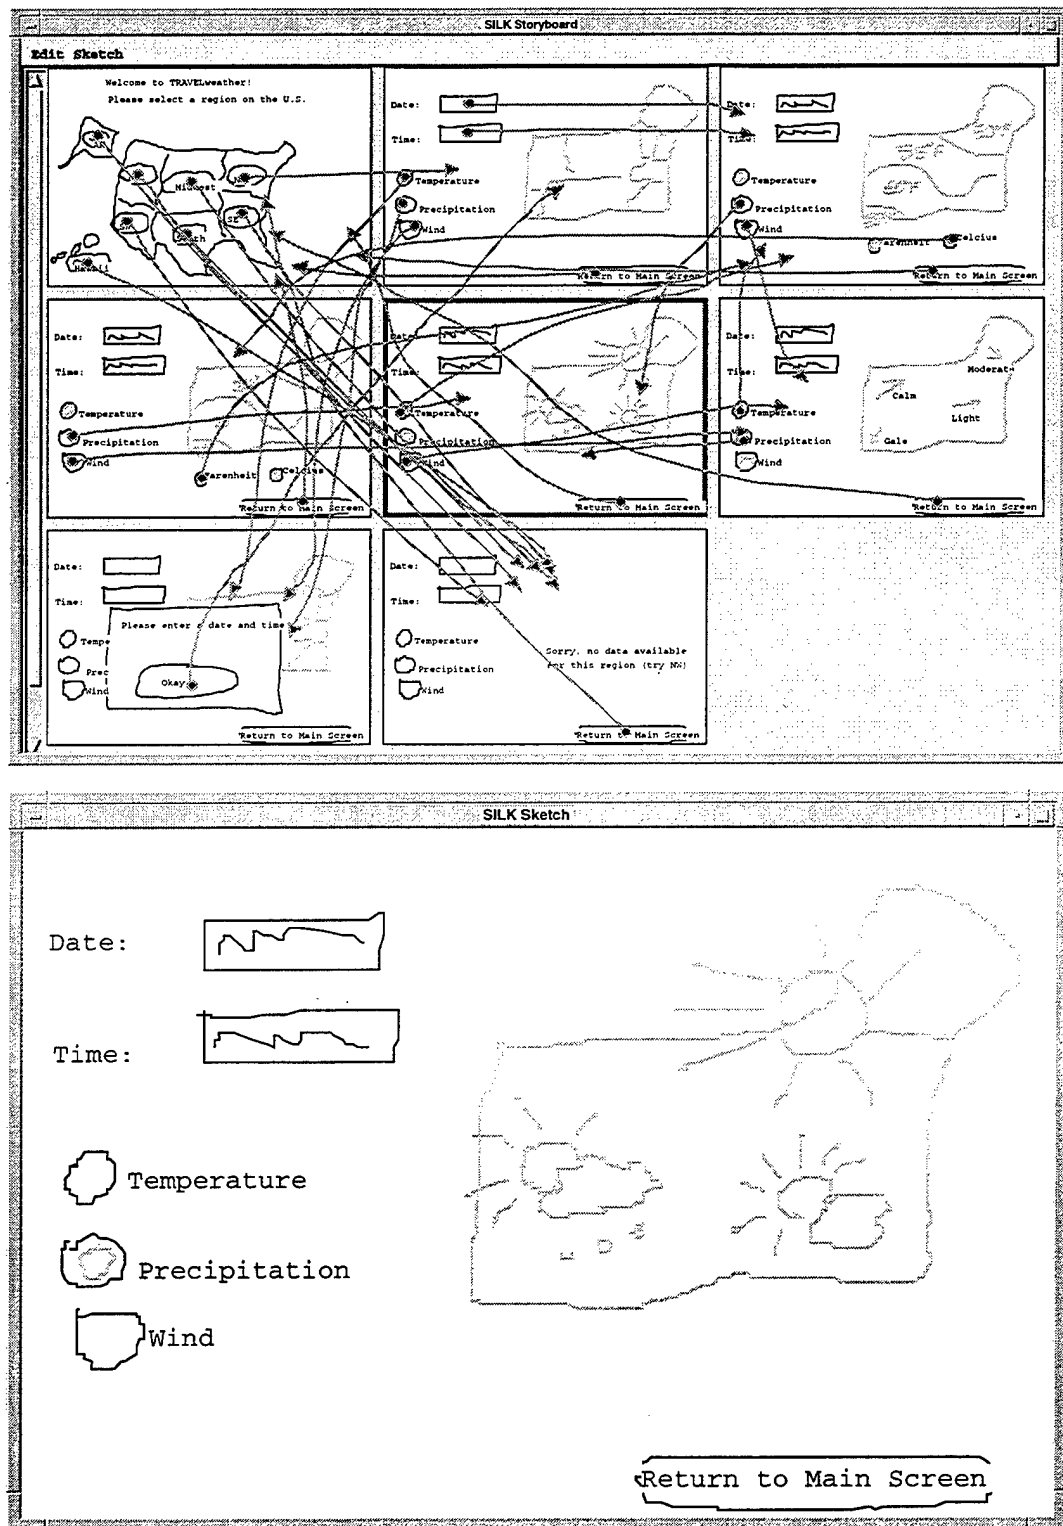 SILK Storyboard
Edit Sketch
Welcome to TRAVELweather!
Please select a region on the U.S.
Midwest
SE
South
Hawaii
Date:
Time:
Temperature
Precipitation
Wind
Return to Main Screen
Date:
Time:
Temperature
Precipitation
Wind
Farenheit
Celcius
Return to Main Screen
Date:
Time:
Temperature
Precipitation
Wind
Farenheit
Celcius
Return to Main Screen
Date:
Time:
Temperature
Precipitation
Wind
Return to Main Screen
Date:
Time:
Temperature
Precipitation
Wind
Moderate
Calm
Light
Gale
Return to Main Screen
Date:
Time:
Please enter a date and time
Tempe
Prec
Wind
Okay
Return to Main Screen
Date:
Time:
Temperature
Precipitation
Wind
Sorry, no data available
for this region (try NW)
Return to Main Screen
SILK Sketch
Date:
Time:
Temperature
Precipitation
Wind
Return to Main Screen